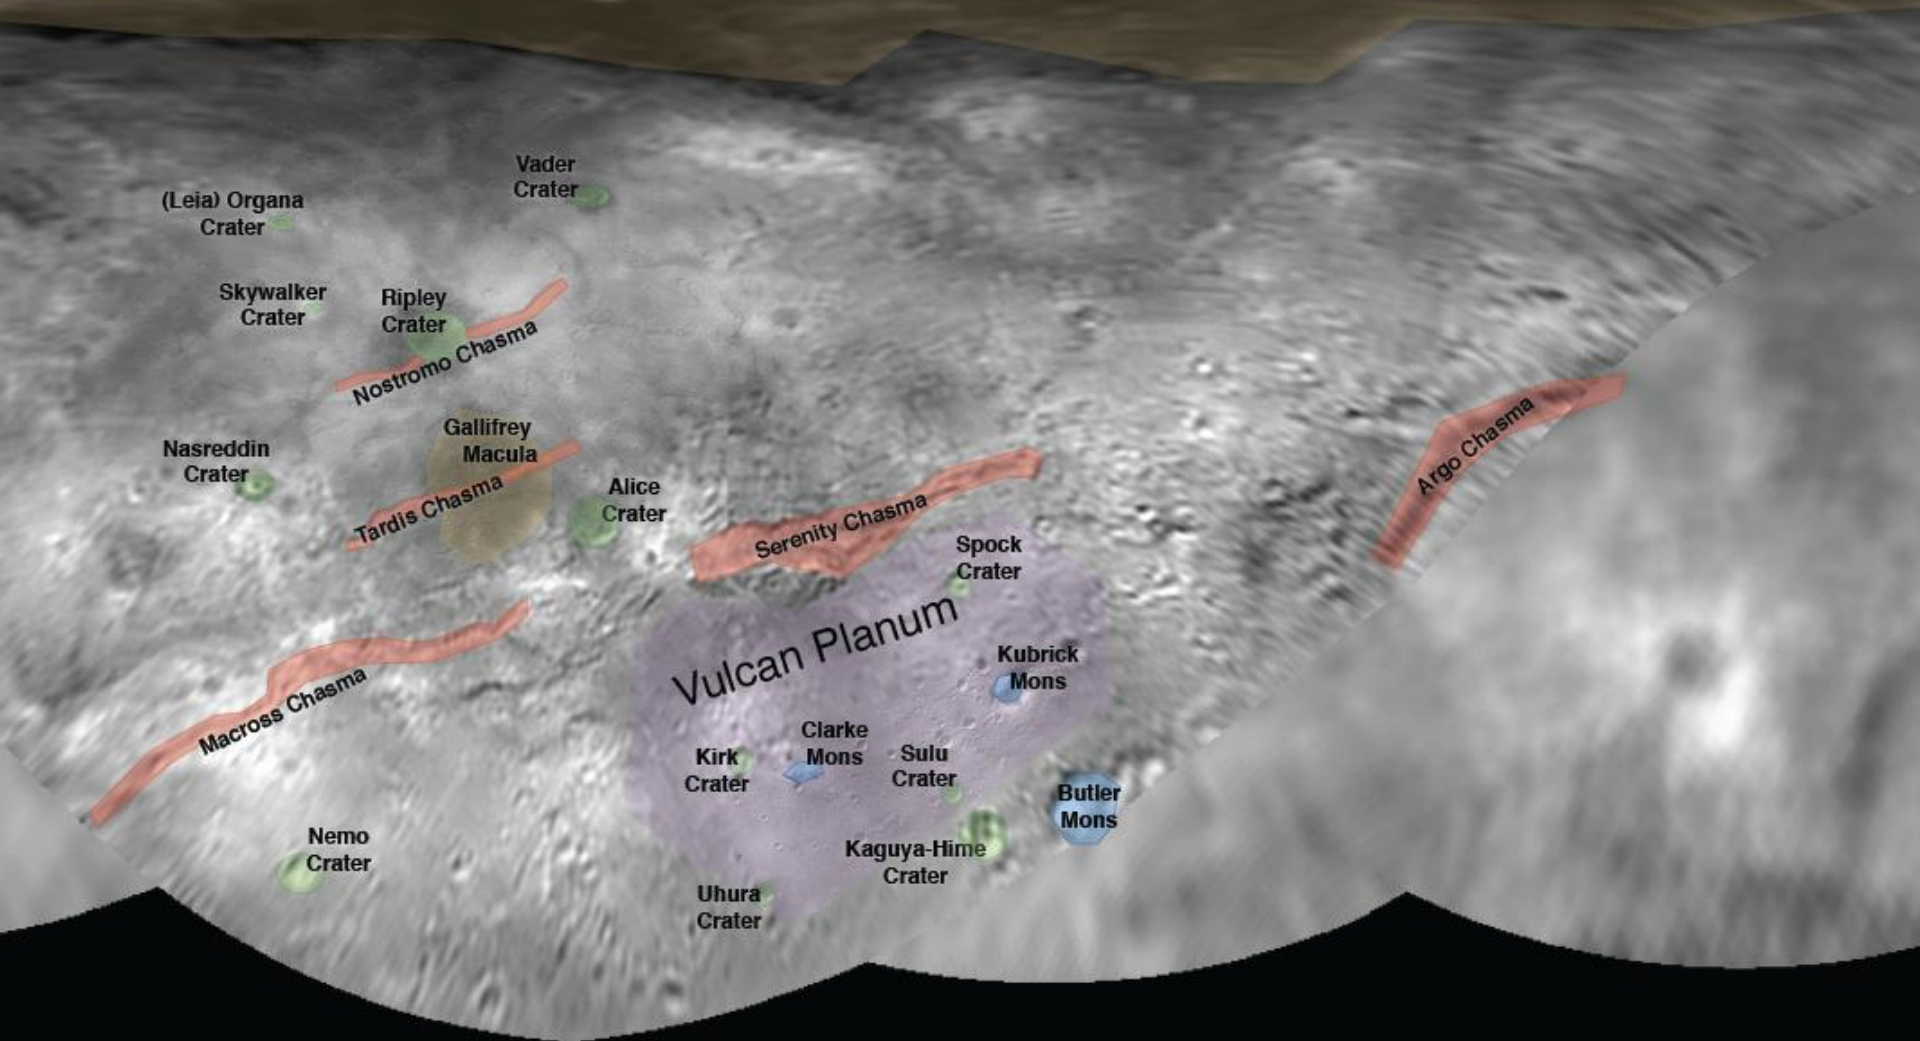 Vader
Crater
(Leia) Organa
Crater
Skywalker
Crater
Ripley
Crater
Nostromo Chasma
Gallifrey
Macula
Nasreddin
Crater
Tardis Chasma
Alice
Crater
Argo Chasma
Serenity Chasma
Spock
Crater
Vulcan Planum
Kubrick
Mons
Macross Chasma
Clarke
Mons
Kirk
Crater
Sulu
Crater
Butler
Mons
Nemo
Crater
Kaguya-Hime
Crater
Uhura
Crater